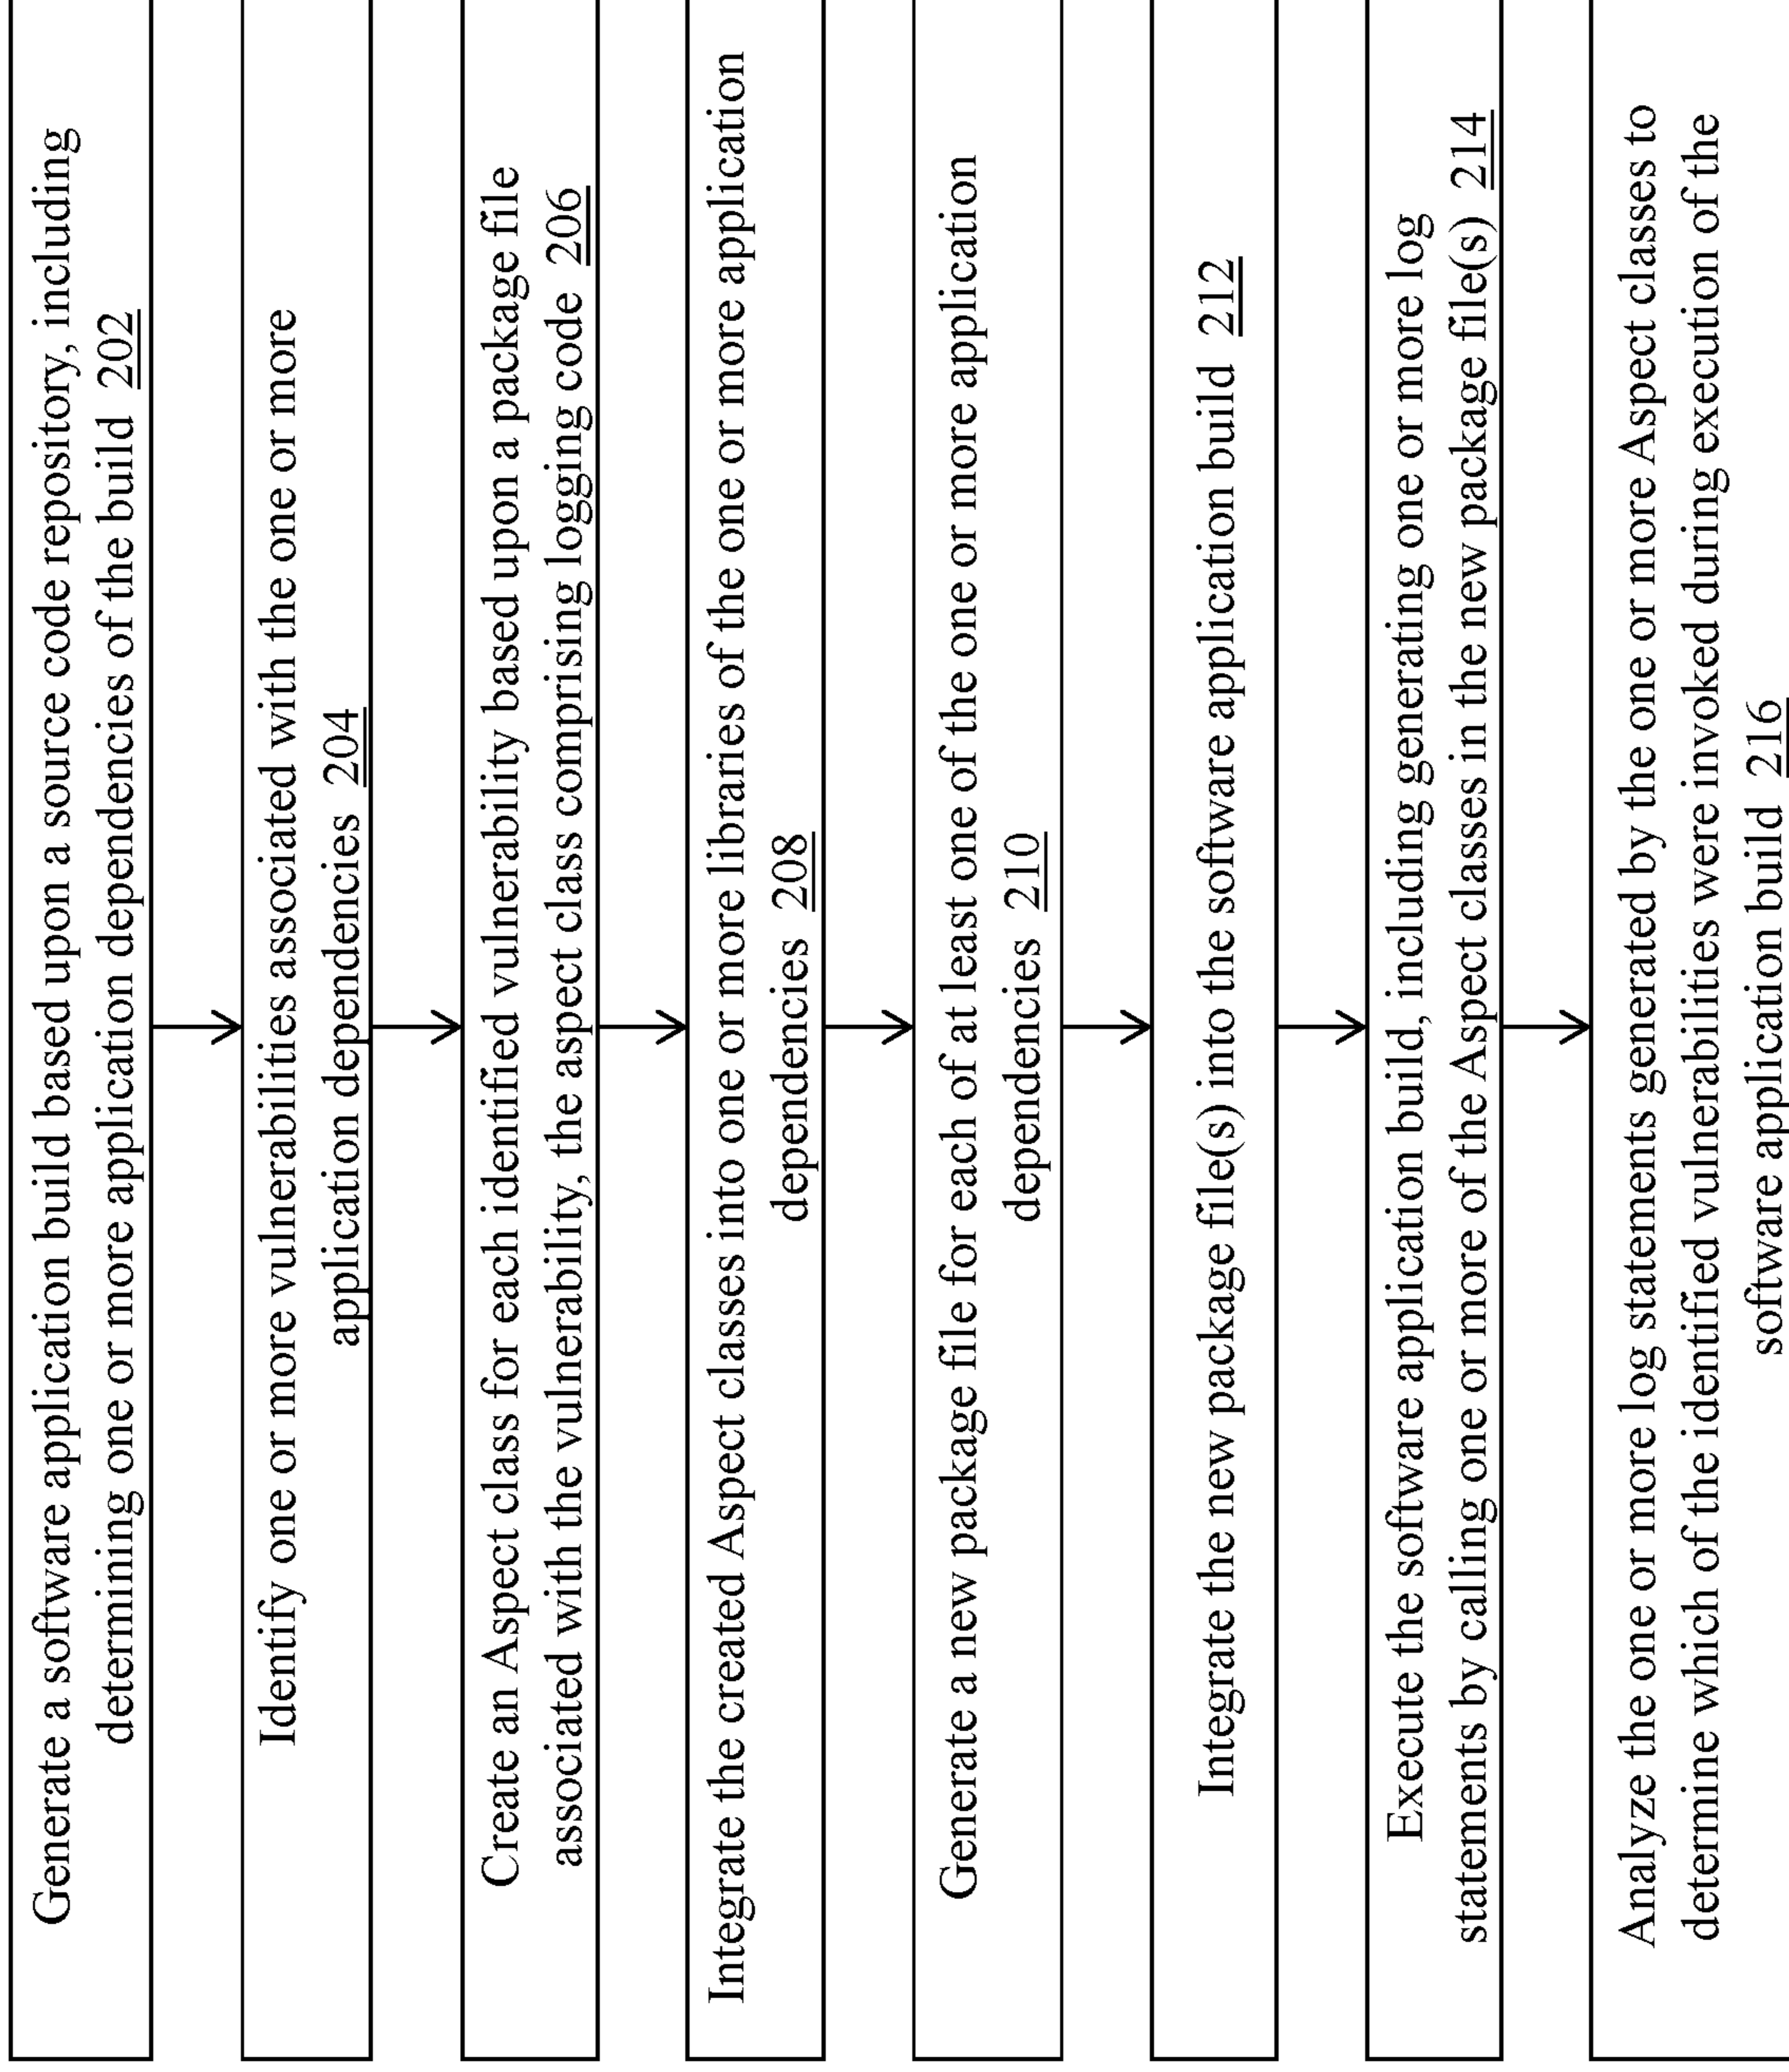 Generate a software application build based upon a source code repository, including
determining one or more application dependencies of the build 202
Identify one or more vulnerabilities associated with the one or more
application dependencies 204
Create an Aspect class for each identified vulnerability based upon a package file
associated with the vulnerability, the aspect class comprising logging code 206
Integrate the created Aspect classes into one or more libraries of the one or more application
dependencies 208
Generate a new package file for each of at least one of the one or more application
dependencies 210
Integrate the new package file(s) into the software application build 212
Execute the software application build, including generating one or more log
statements by calling one or more of the Aspect classes in the new package file(s) 214
Analyze the one or more log statements generated by the one or more Aspect classes to
determine which of the identified vulnerabilities were invoked during execution of the
software application build 216